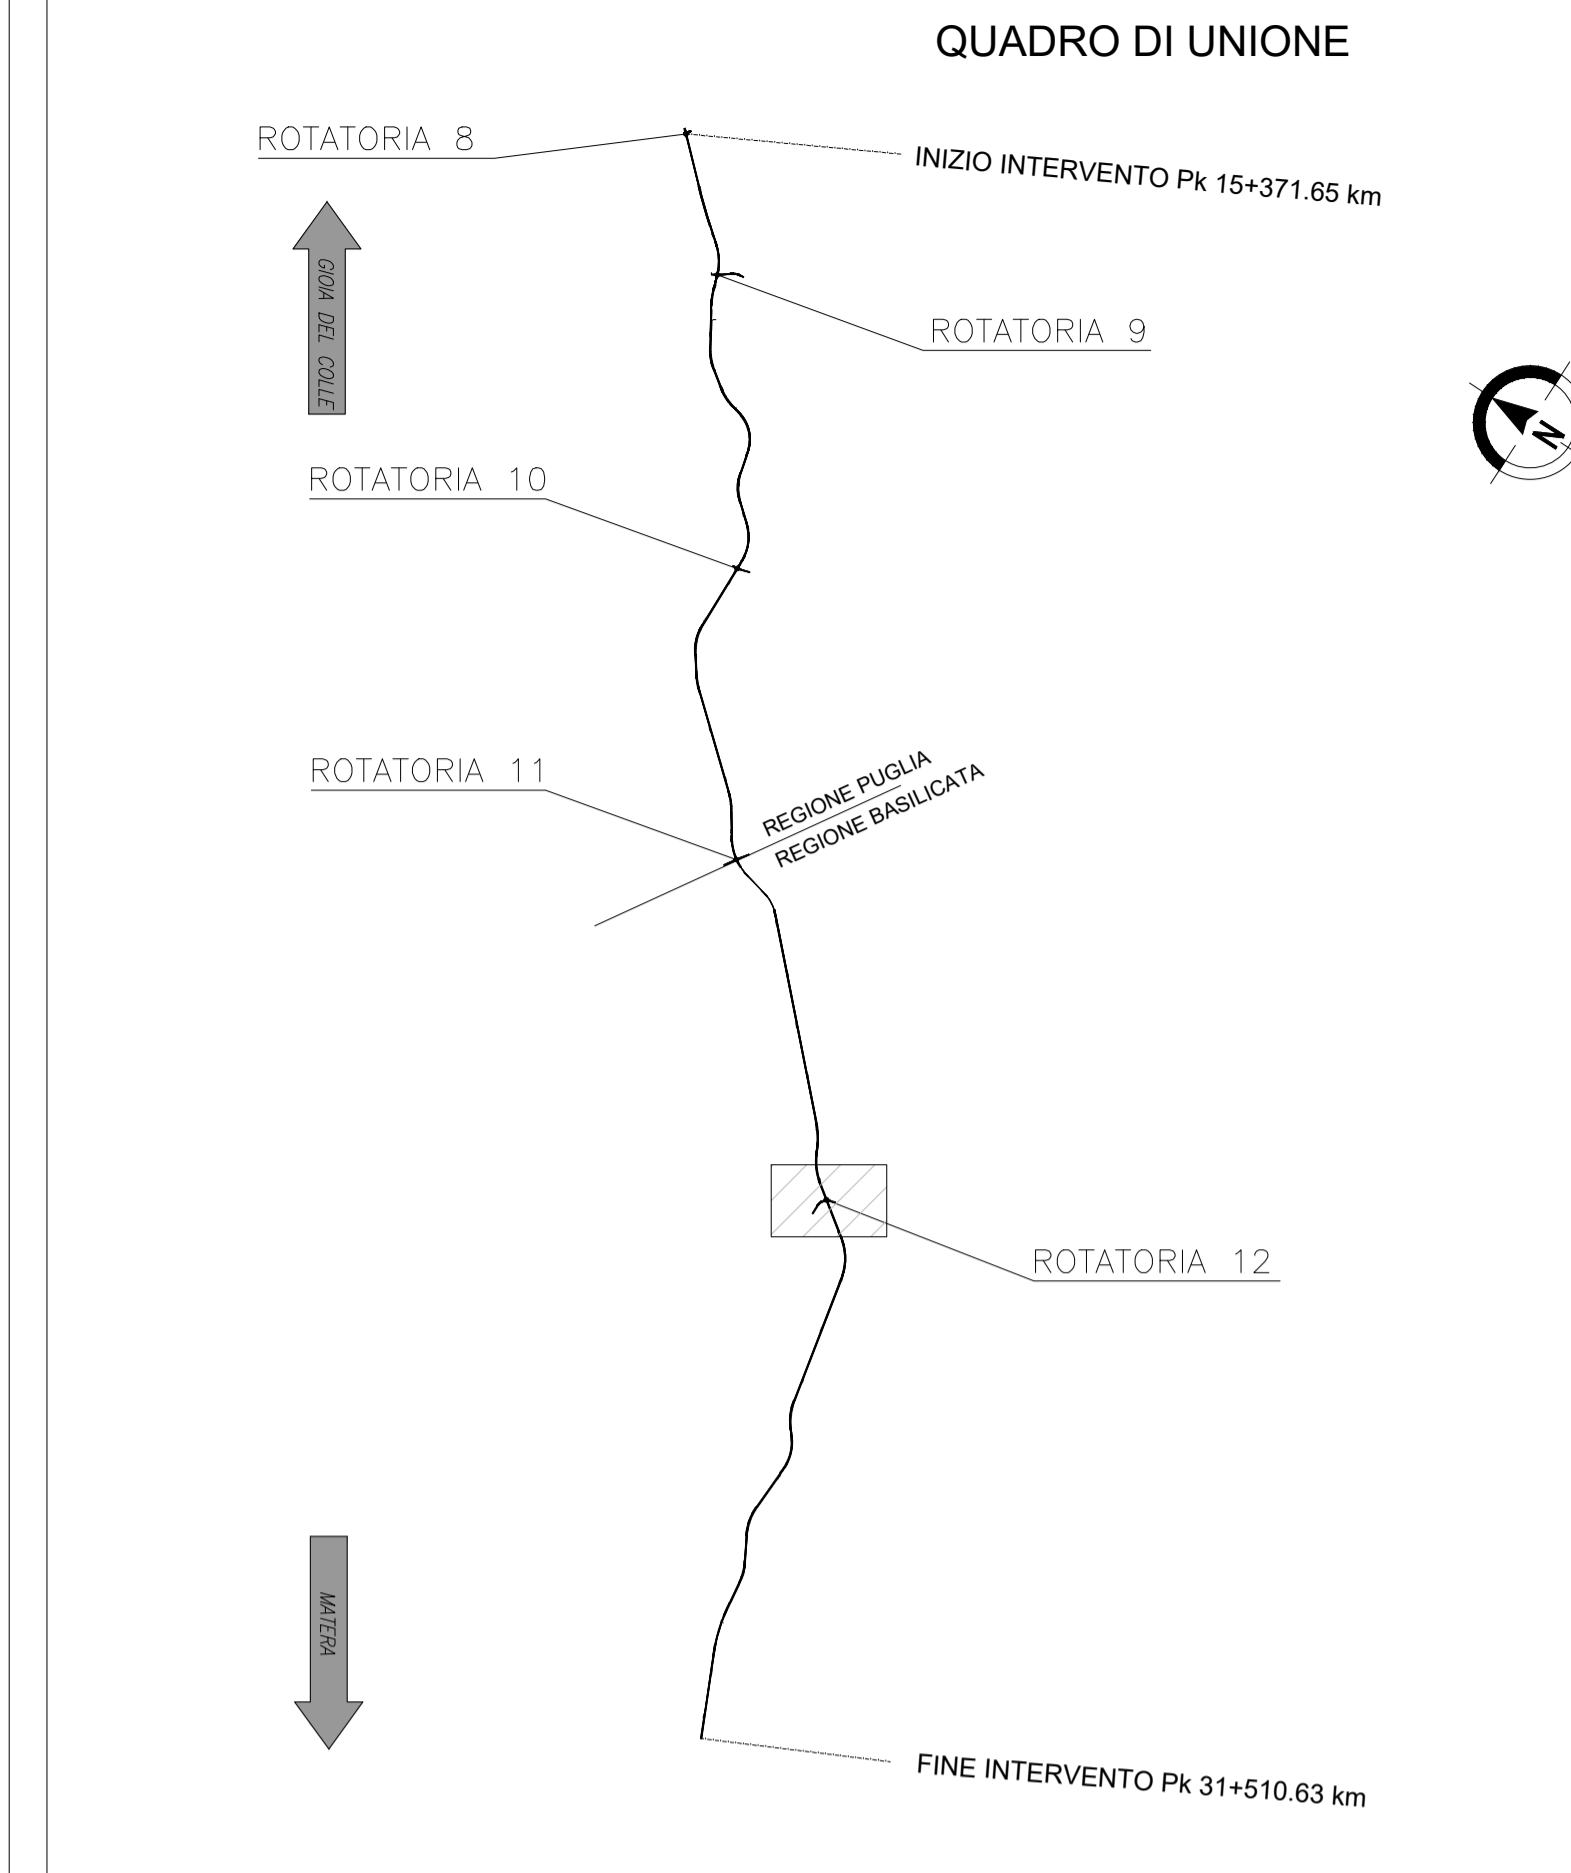 QUADRO DI UNIONE
ROTATORIA 8
INIZIO INTERVENTO Pk 15+371.65 km
GIOIA DEL COLLE
ROTATORIA 9
N
ROTATORIA 10
ROTATORIA 11
REGIONE PUGLIA
REGIONE BASILICATA
ROTATORIA 12
MATERA
FINE INTERVENTO Pk 31+510.63 km